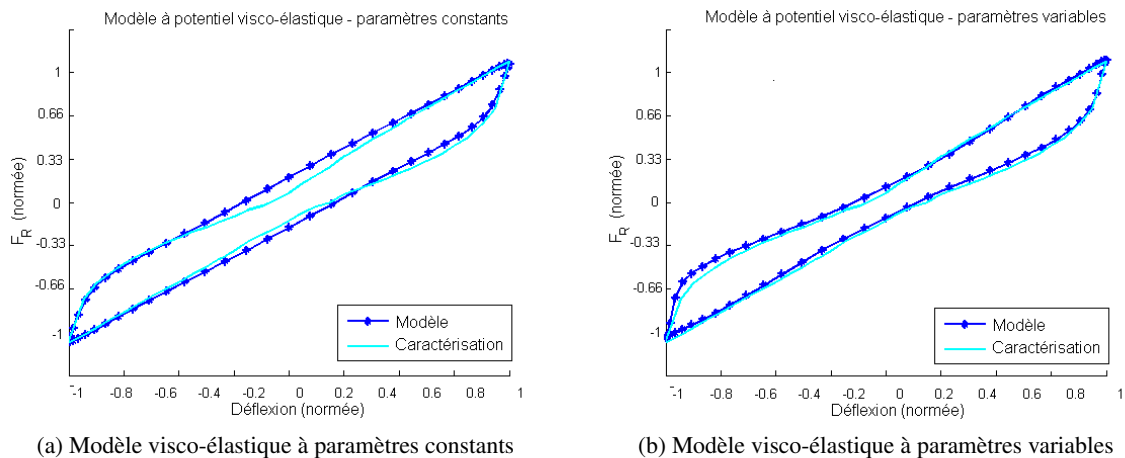 Modèle à potentiel visco-élastique - paramètres constants
1
0.66
0.33
0
-0.33
-0.66
-1
F_R (normée)
Modèle
Caractérisation
-1 -0.8 -0.6 -0.4 -0.2 0 0.2 0.4 0.6 0.8 1
Déflexion (normée)
(a) Modèle visco-élastique à paramètres constants
Modèle à potentiel visco-élastique - paramètres variables
1
0.66
0.33
0
-0.33
-0.66
-1
F_R (normée)
Modèle
Caractérisation
-1 -0.8 -0.6 -0.4 -0.2 0 0.2 0.4 0.6 0.8 1
Déflexion (normée)
(b) Modèle visco-élastique à paramètres variables